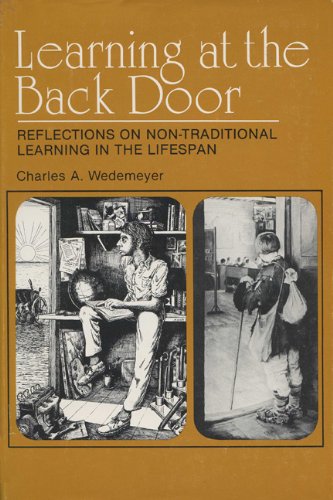 Learning at the
Back Door
REFLECTIONS ON NON-TRADITIONAL
LEARNING IN THE LIFESPAN
Charles A. Wedemeyer